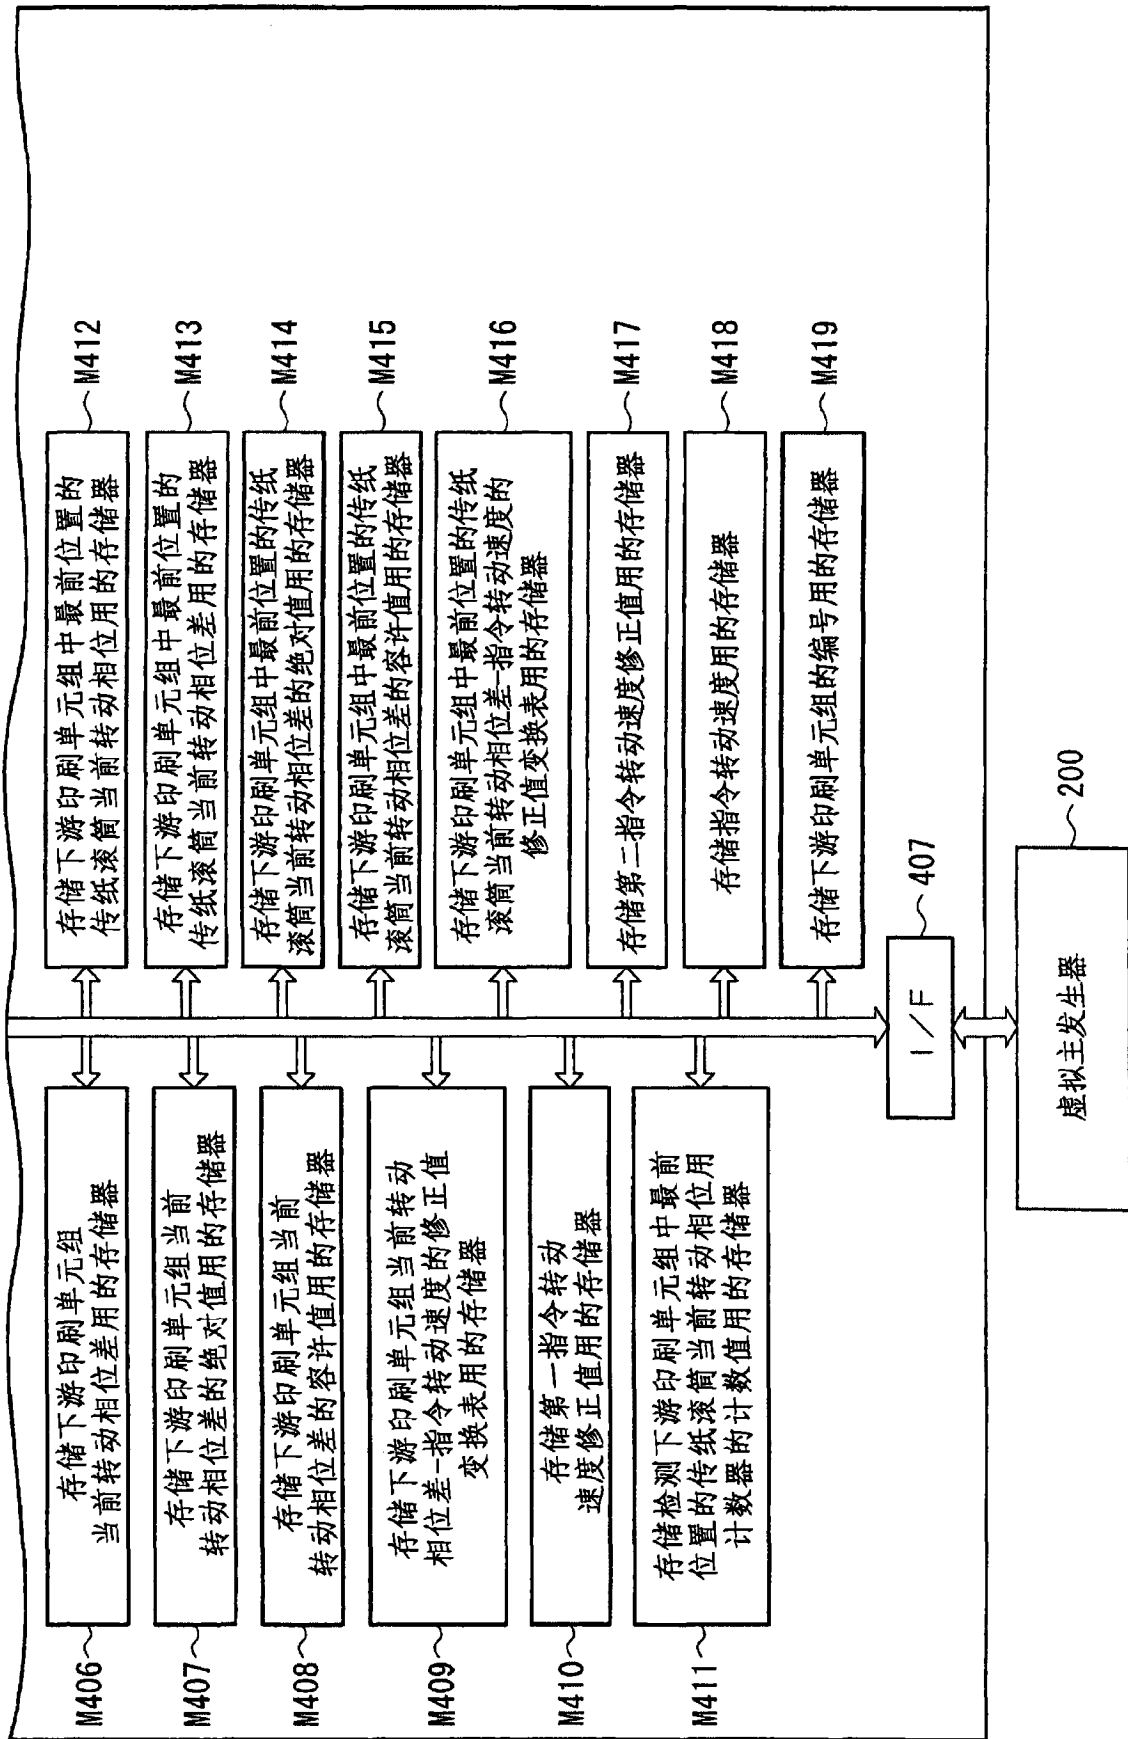 M406
存储下游印刷单元组
当前转动相位差用的存储器
M407
存储下游印刷单元组当前
转动相位差的绝对值用的存储器
M408
存储下游印刷单元组当前
转动相位差的容许值用的存储器
M409
存储下游印刷单元组当前转动
相位差-指令转动速度的修正值
变换表用的存储器
M410
存储第一指令转动
速度修正值用的存储器
M411
存储检测下游印刷单元组中最前
位置的传纸滚筒当前转动相位用
计数器的计数值用的存储器
存储下游印刷单元组中最前位置的
传纸滚筒当前转动相位用的存储器
M412
存储下游印刷单元组中最前位置的
传纸滚筒当前转动相位差用的存储器
M413
存储下游印刷单元组中最前位置的传纸
滚筒当前转动相位差的绝对值用的存储器
M414
存储下游印刷单元组中最前位置的传纸
滚筒当前转动相位差的容许值用的存储器
M415
存储下游印刷单元组中最前位置的传纸
滚筒当前转动相位差-指令转动速度的
修正值变换表用的存储器
M416
存储第二指令转动速度修正值用的存储器
M417
存储指令转动速度用的存储器
M418
存储下游印刷单元组的编号用的存储器
M419
I/F
407
虚拟主发生器
200